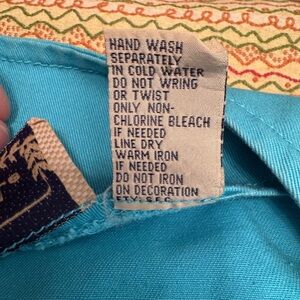 HAND WASH
SEPARATELY
IN COLD WATER
DO NOT WRING
OR TWIST
ONLY NON-
CHLORINE BLEACH
IF NEEDED
LINE DRY
WARM IRON
IF NEEDED
DO NOT IRON
ON DECORATION